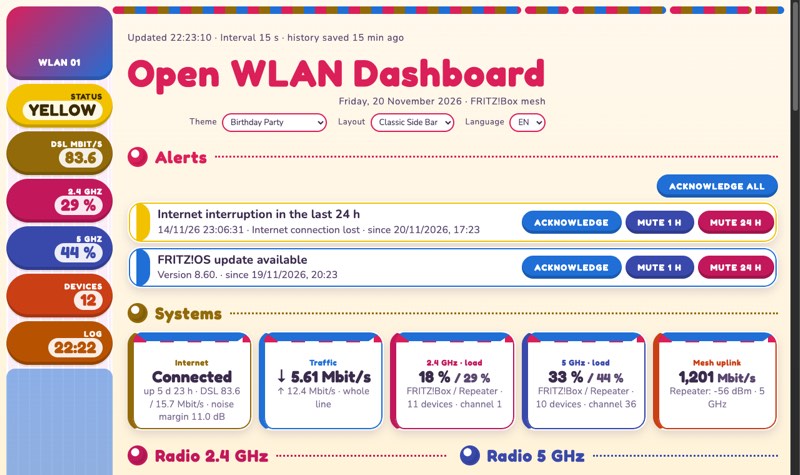 WLAN 01
STATUS
YELLOW
DSL MBIT/S
83.6
2.4 GHZ
29 %
5 GHZ
44 %
DEVICES
12
LOG
22:22
Updated 22:23:10 · Interval 15 s · history saved 15 min ago
Open WLAN Dashboard
Friday, 20 November 2026 · FRITZ!Box mesh
Theme Birthday Party Layout Classic Side Bar Language EN
Alerts
ACKNOWLEDGE ALL
Internet interruption in the last 24 h
14/11/26 23:06:31 · Internet connection lost · since 20/11/2026, 17:23
ACKNOWLEDGE MUTE 1 H MUTE 24 H
FRITZ!OS update available
Version 8.60. · since 19/11/2026, 20:23
ACKNOWLEDGE MUTE 1 H MUTE 24 H
Systems
Internet
Connected
up 5 d 23 h · DSL 83.6
/ 15.7 Mbit/s · noise
margin 11.0 dB
Traffic
↓ 5.61 Mbit/s
↑ 12.4 Mbit/s · whole
line
2.4 GHz · load
18 % / 29 %
FRITZ!Box / Repeater ·
11 devices · channel 1
5 GHz · load
33 % / 44 %
FRITZ!Box / Repeater ·
10 devices · channel 36
Mesh uplink
1,201 Mbit/s
Repeater: -56 dBm · 5
GHz
Radio 2.4 GHz
Radio 5 GHz